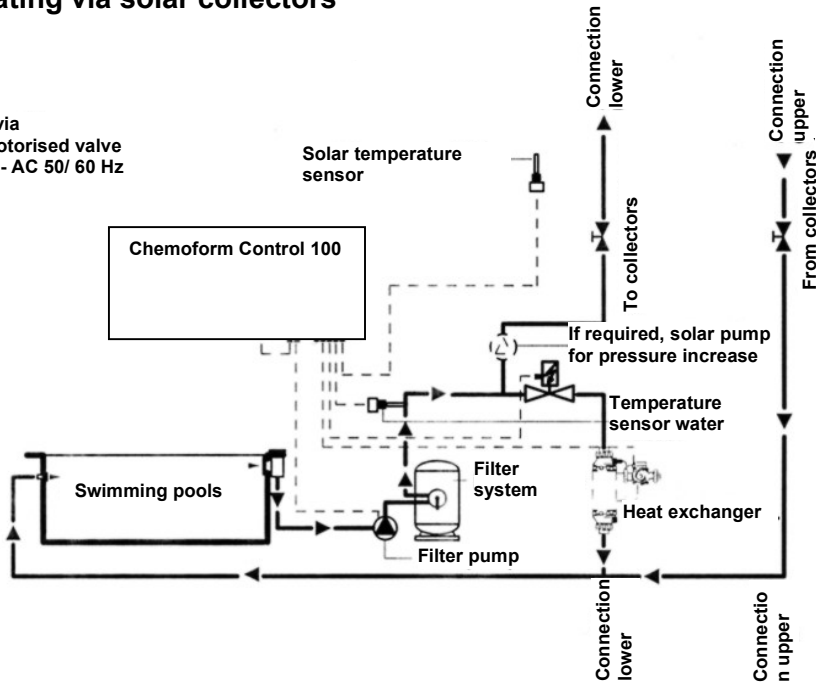 ating via solar collectors
via
otorised valve
- AC 50/ 60 Hz
Solar temperature
sensor
Connection
lower
Connection
upper
To collectors
From collectors
Chemoform Control 100
If required, solar pump
for pressure increase
Temperature
sensor water
Swimming pools
Filter
system
Heat exchanger
Filter pump
Connection
lower
Connectio
n upper